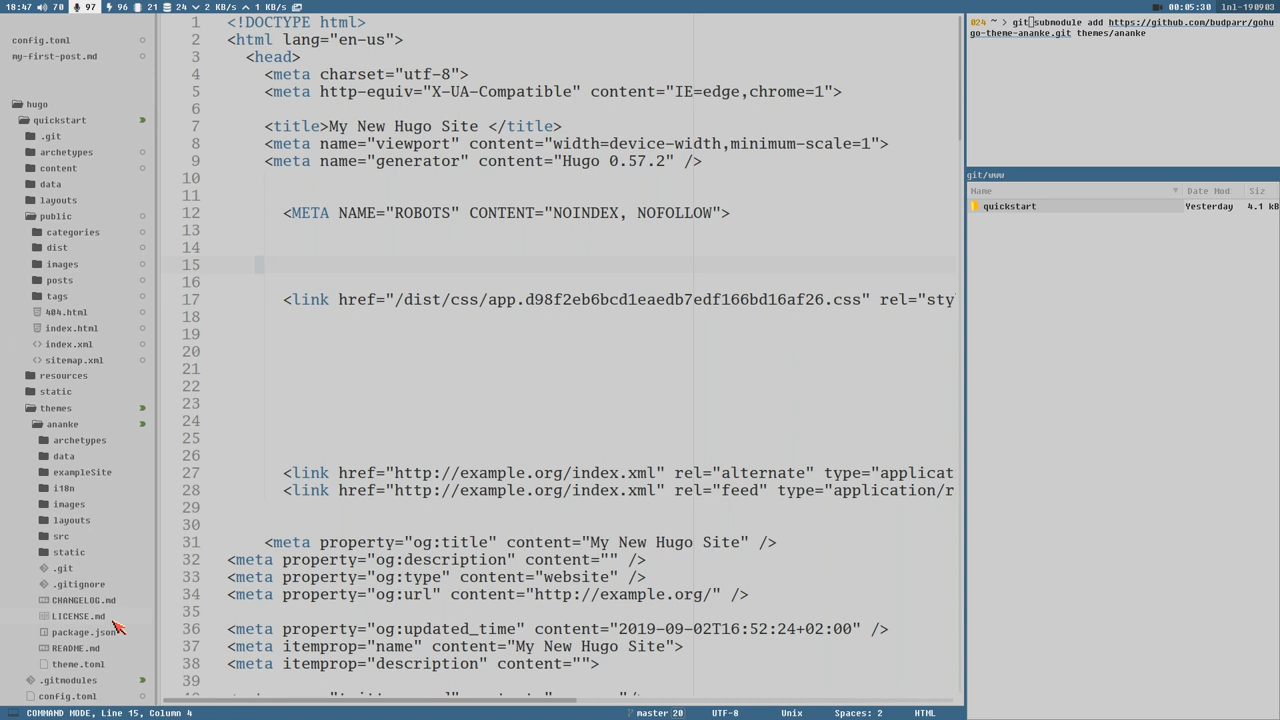 18:47 70 97 96 21 24 2 KB/s 1 KB/s 00:05:30 lnl-190903
config.toml
my-first-post.md
hugo
quickstart
.git
archetypes
content
data
layouts
public
categories
dist
images
posts
tags
404.html
index.html
index.xml
sitemap.xml
resources
static
themes
ananke
archetypes
data
exampleSite
i18n
images
layouts
src
static
.git
.gitignore
CHANGELOG.md
LICENSE.md
package.json
README.md
theme.toml
.gitmodules
config.toml
1 <!DOCTYPE html>
2 <html lang="en-us">
3 <head>
4 <meta charset="utf-8">
5 <meta http-equiv="X-UA-Compatible" content="IE=edge,chrome=1">
6
7 <title>My New Hugo Site </title>
8 <meta name="viewport" content="width=device-width,minimum-scale=1">
9 <meta name="generator" content="Hugo 0.57.2" />
10
11
12 <META NAME="ROBOTS" CONTENT="NOINDEX, NOFOLLOW">
13
14
15
16
17 <link href="/dist/css/app.d98f2eb6bcd1eaedb7edf166bd16af26.css" rel="sty
18
19
20
21
22
23
24
25
26
27 <link href="http://example.org/index.xml" rel="alternate" type="applicat
28 <link href="http://example.org/index.xml" rel="feed" type="application/r
29
30
31 <meta property="og:title" content="My New Hugo Site" />
32 <meta property="og:description" content="" />
33 <meta property="og:type" content="website" />
34 <meta property="og:url" content="http://example.org/" />
35
36 <meta property="og:updated_time" content="2019-09-02T16:52:24+02:00" />
37 <meta itemprop="name" content="My New Hugo Site">
38 <meta itemprop="description" content="">
39
COMMAND MODE, Line 15, Column 4 master 20 UTF-8 Unix Spaces: 2 HTML
024 ~ > git submodule add https://github.com/budparr/gohu
go-theme-ananke.git themes/ananke
git/www
Name Date Mod Siz
quickstart Yesterday 4.1 kB